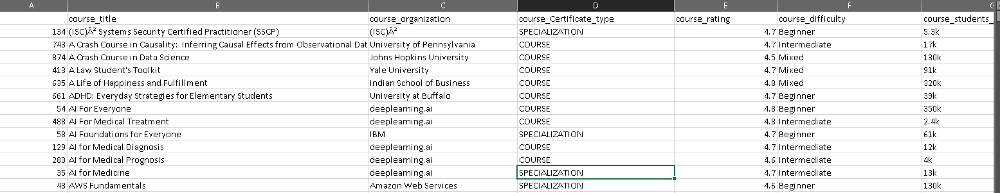 A B C D E F G
course_title course_organization course_Certificate_type course_rating course_difficulty course_students_
134 (ISC)Â² Systems Security Certified Practitioner (SSCP) (ISC)Â² SPECIALIZATION 4.7 Beginner 5.3k
743 A Crash Course in Causality:  Inferring Causal Effects from Observational Dat University of Pennsylvania COURSE 4.7 Intermediate 17k
874 A Crash Course in Data Science Johns Hopkins University COURSE 4.5 Mixed 130k
413 A Law Student's Toolkit Yale University COURSE 4.7 Mixed 91k
635 A Life of Happiness and Fulfillment Indian School of Business COURSE 4.8 Mixed 320k
661 ADHD: Everyday Strategies for Elementary Students University at Buffalo COURSE 4.7 Beginner 39k
54 AI For Everyone deeplearning.ai COURSE 4.8 Beginner 350k
488 AI For Medical Treatment deeplearning.ai COURSE 4.8 Intermediate 2.4k
58 AI Foundations for Everyone IBM SPECIALIZATION 4.7 Beginner 61k
129 AI for Medical Diagnosis deeplearning.ai COURSE 4.7 Intermediate 12k
283 AI for Medical Prognosis deeplearning.ai COURSE 4.6 Intermediate 4k
35 AI for Medicine deeplearning.ai SPECIALIZATION 4.7 Intermediate 13k
43 AWS Fundamentals Amazon Web Services SPECIALIZATION 4.6 Beginner 130k